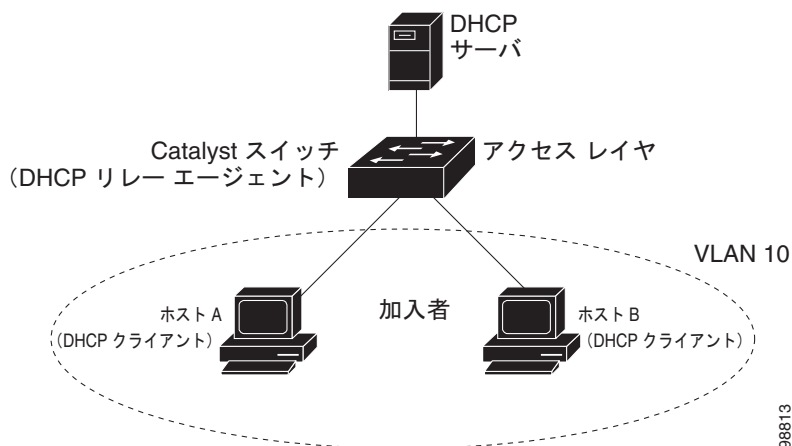 DHCP
サーバ
Catalyst スイッチ
(DHCP リレー エージェント)
アクセス レイヤ
VLAN 10
ホスト A
(DHCP クライアント)
加入者
ホスト B
(DHCP クライアント)
98813